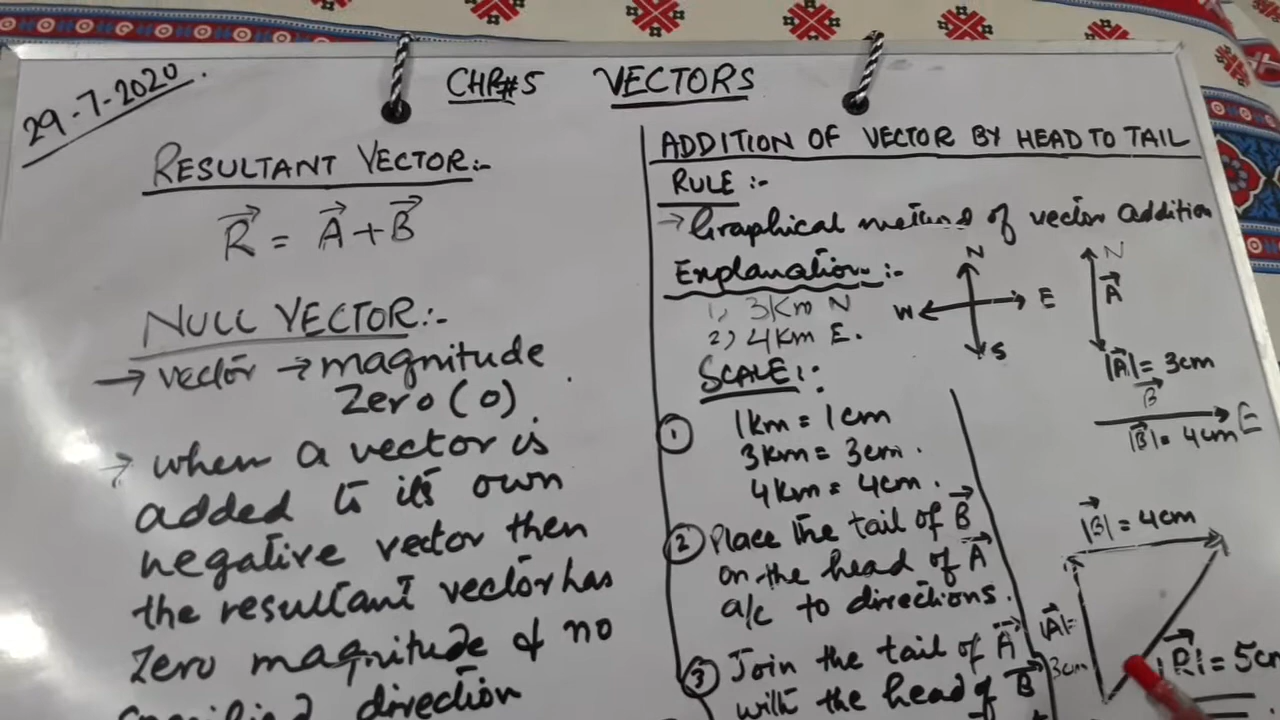 29-7-2020.
CHP#5 VECTORS
RESULTANT VECTOR:-
R = A + B
NULL VECTOR:-
→ vector → magnitude
Zero (0).
→ when a vector is
added to its own
negative vector then
the resultant vector has
zero magnitude & no
direction
ADDITION OF VECTOR BY HEAD TO TAIL
RULE :-
→ Graphical method of vector addition
Explanation :-
1, 3Km N
2, 4Km E.
N
W E
S
N
A
|A| = 3cm
B
E
|B| = 4cm
SCALE :
① 1km = 1cm
3km = 3cm.
4km = 4cm.
② Place the tail of B
on the head of A
a/c to directions.
③ Join the tail of A
with the head of B
|B| = 4cm
|A| =
3cm
|R| = 5cm